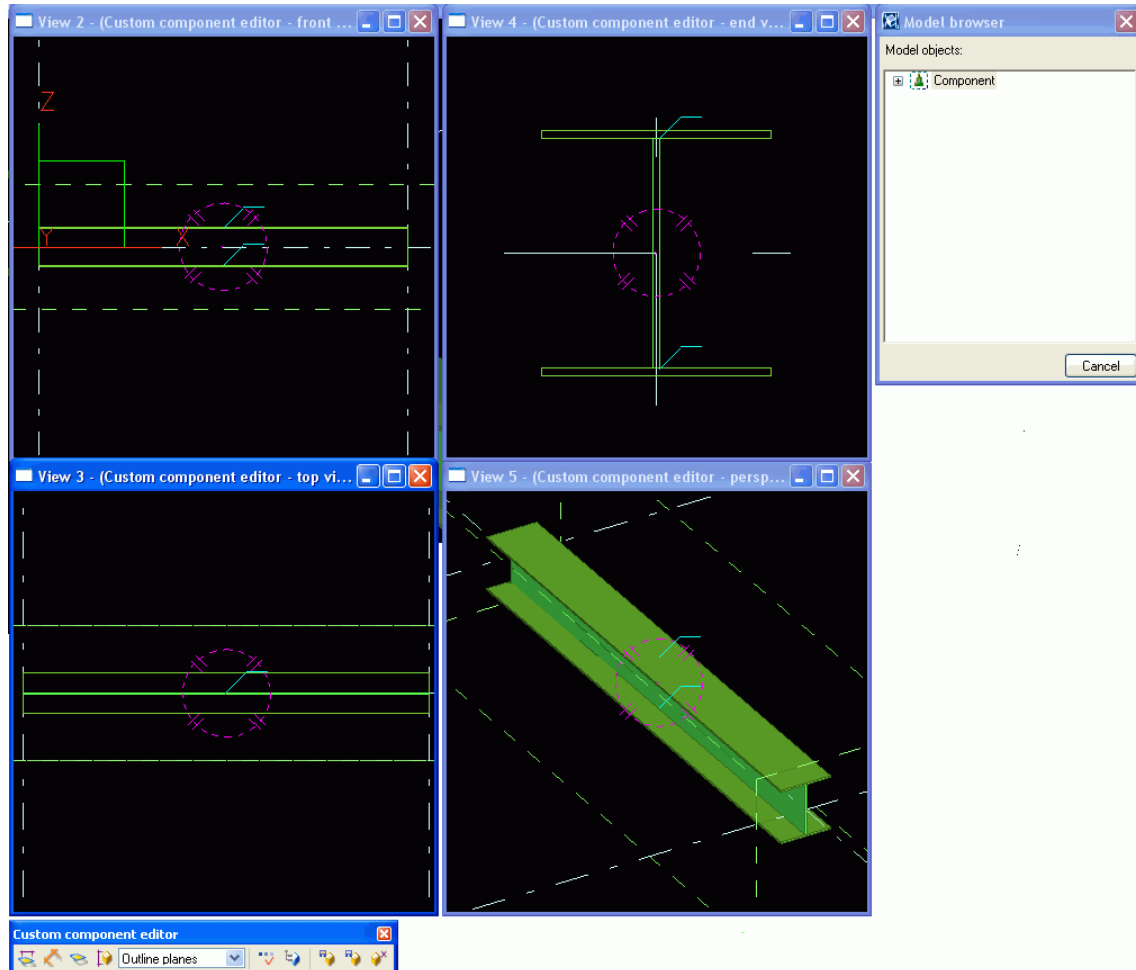 View 2 - (Custom component editor - front ...
View 4 - (Custom component editor - end v...
Model browser
Model objects:
Component
Cancel
Z
Y
X
View 3 - (Custom component editor - top vi...
View 5 - (Custom component editor - persp...
Custom component editor
Outline planes